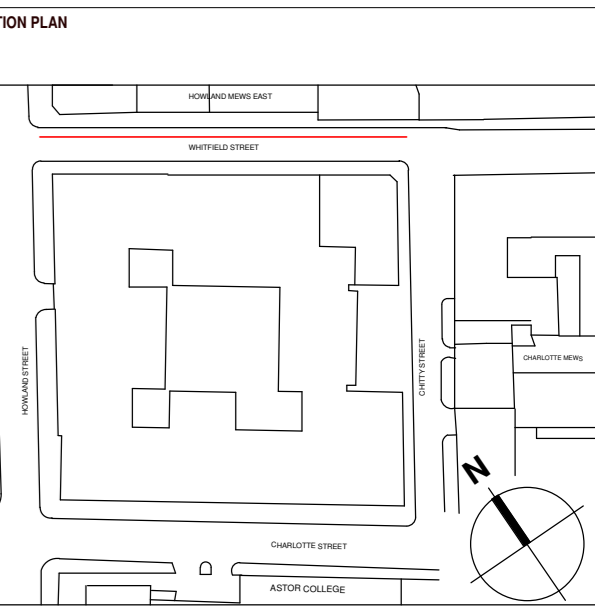 TION PLAN
HOWLAND MEWS EAST
WHITFIELD STREET
HOWLAND STREET
CHITTY STREET
CHARLOTTE MEWS
N
CHARLOTTE STREET
ASTOR COLLEGE